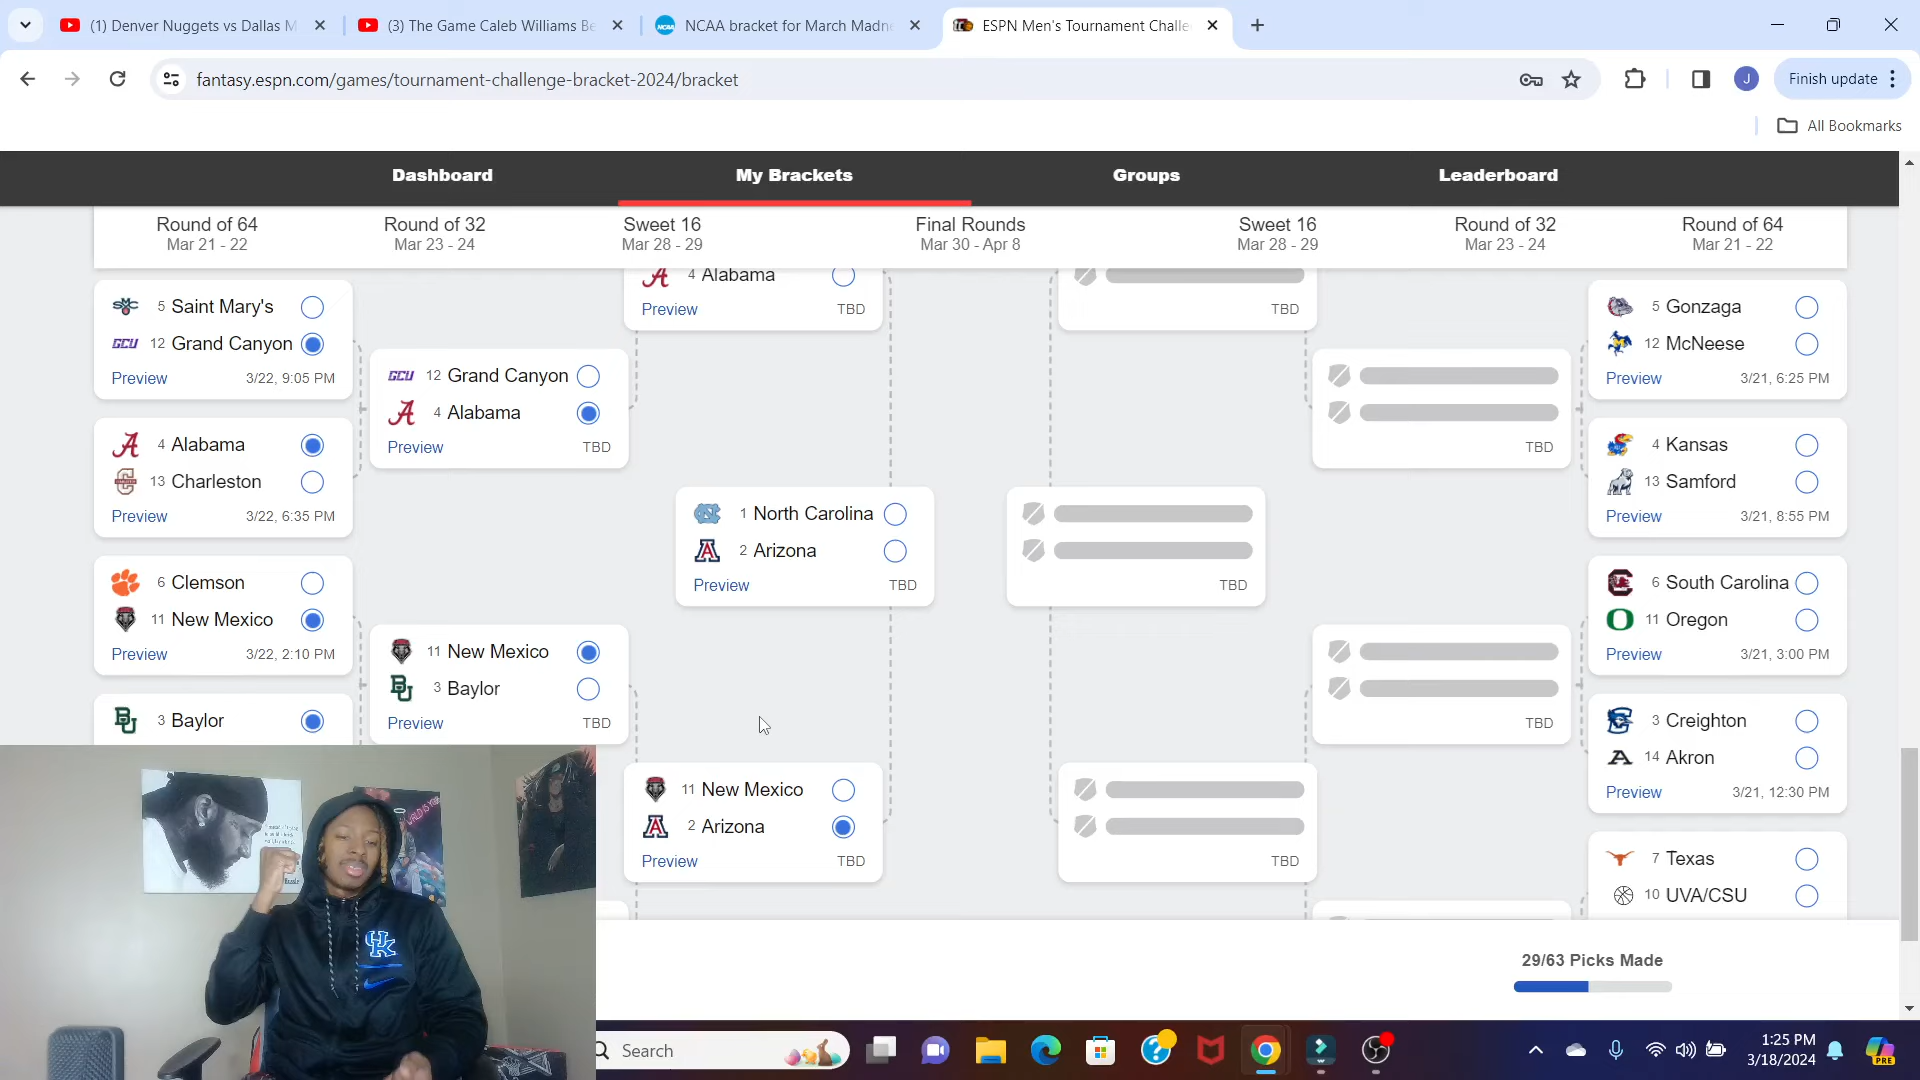 (1) Denver Nuggets vs Dallas M
(3) The Game Caleb Williams Be
NCAA bracket for March Madne
ESPN Men's Tournament Challe
fantasy.espn.com/games/tournament-challenge-bracket-2024/bracket
J
Finish update
All Bookmarks
Dashboard
My Brackets
Groups
Leaderboard
Round of 64
Mar 21 - 22
Round of 32
Mar 23 - 24
Sweet 16
Mar 28 - 29
Final Rounds
Mar 30 - Apr 8
Sweet 16
Mar 28 - 29
Round of 32
Mar 23 - 24
Round of 64
Mar 21 - 22
5 Saint Mary's
GCU 12 Grand Canyon
Preview 3/22, 9:05 PM
4 Alabama
13 Charleston
Preview 3/22, 6:35 PM
6 Clemson
11 New Mexico
Preview 3/22, 2:10 PM
3 Baylor
GCU 12 Grand Canyon
4 Alabama
Preview TBD
11 New Mexico
3 Baylor
Preview TBD
4 Alabama
Preview TBD
1 North Carolina
2 Arizona
Preview TBD
11 New Mexico
2 Arizona
Preview TBD
TBD
TBD
TBD
TBD
TBD
5 Gonzaga
12 McNeese
Preview 3/21, 6:25 PM
4 Kansas
13 Samford
Preview 3/21, 8:55 PM
6 South Carolina
11 Oregon
Preview 3/21, 3:00 PM
3 Creighton
14 Akron
Preview 3/21, 12:30 PM
7 Texas
10 UVA/CSU
29/63 Picks Made
UK
Search
1:25 PM
3/18/2024
PRE